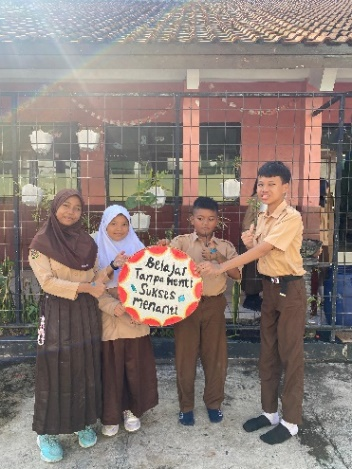 Belajar
Tanpa Henti
Sukses
menanti